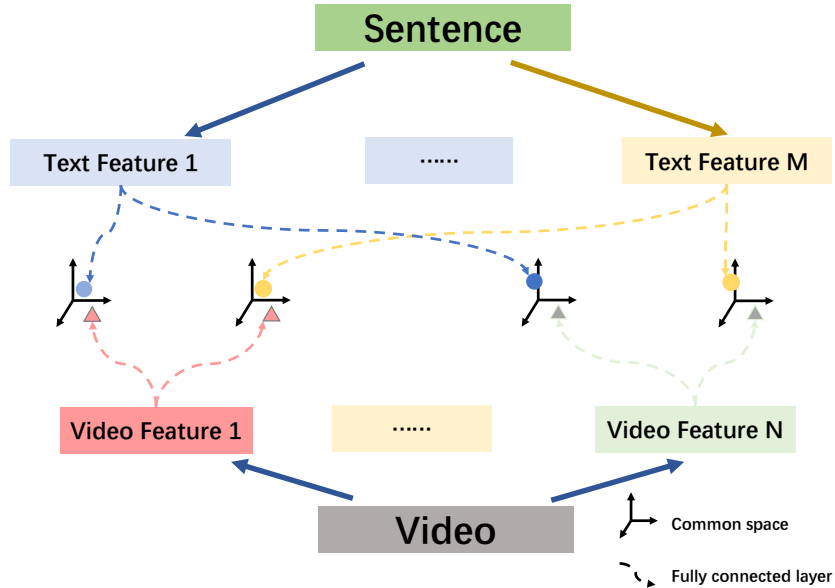 Sentence
Text Feature 1
……
Text Feature M
Video Feature 1
……
Video Feature N
Video
Common space
Fully connected layer